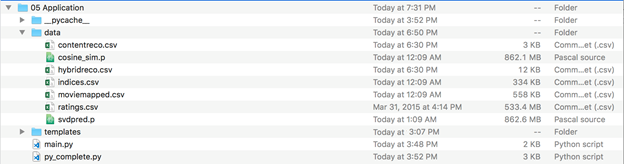 05 Application Today at 7:31 PM -- Folder
__pycache__ Today at 3:52 PM -- Folder
data Today at 6:50 PM -- Folder
contentreco.csv Today at 6:30 PM 3 KB Comm...et (.csv)
cosine_sim.p Today at 12:09 AM 862.1 MB Pascal source
hybridreco.csv Today at 6:30 PM 12 KB Comm...et (.csv)
indices.csv Today at 12:09 AM 334 KB Comm...et (.csv)
moviemapped.csv Today at 12:09 AM 558 KB Comm...et (.csv)
ratings.csv Mar 31, 2015 at 4:14 PM 533.4 MB Comm...et (.csv)
svdpred.p Today at 1:09 AM 862.6 MB Pascal source
templates Today at 3:07 PM -- Folder
main.py Today at 3:48 PM 2 KB Python script
py_complete.py Today at 3:52 PM 3 KB Python script